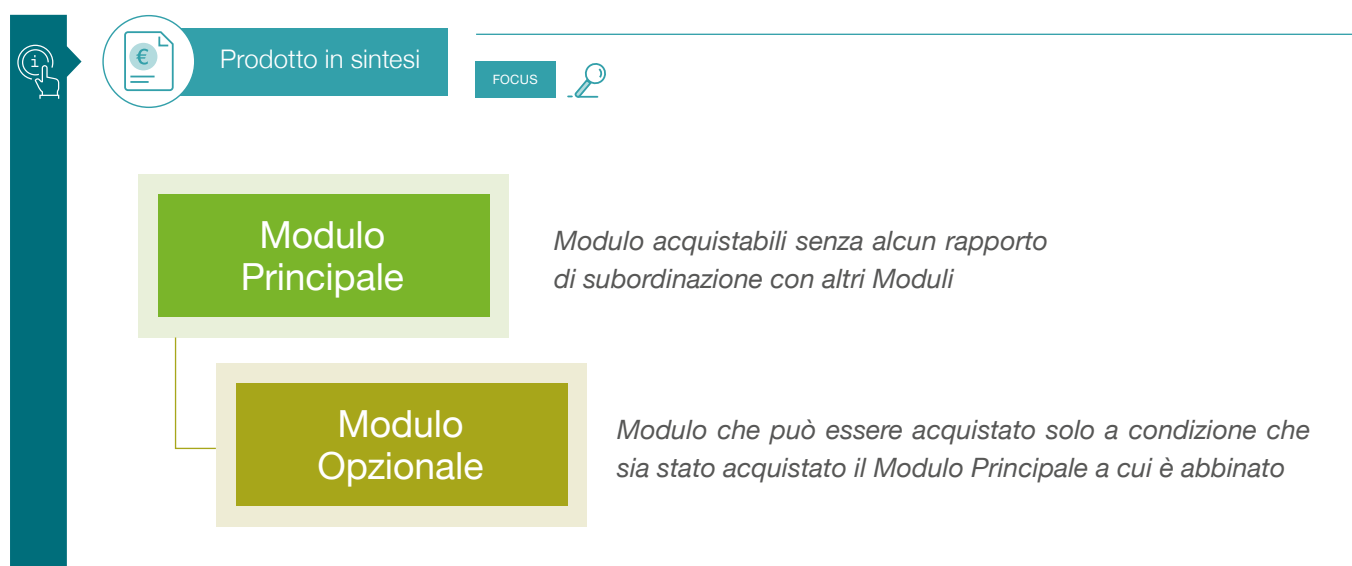 Prodotto in sintesi
FOCUS
Modulo
Principale
Modulo acquistabili senza alcun rapporto
di subordinazione con altri Moduli
Modulo
Opzionale
Modulo che può essere acquistato solo a condizione che
sia stato acquistato il Modulo Principale a cui è abbinato